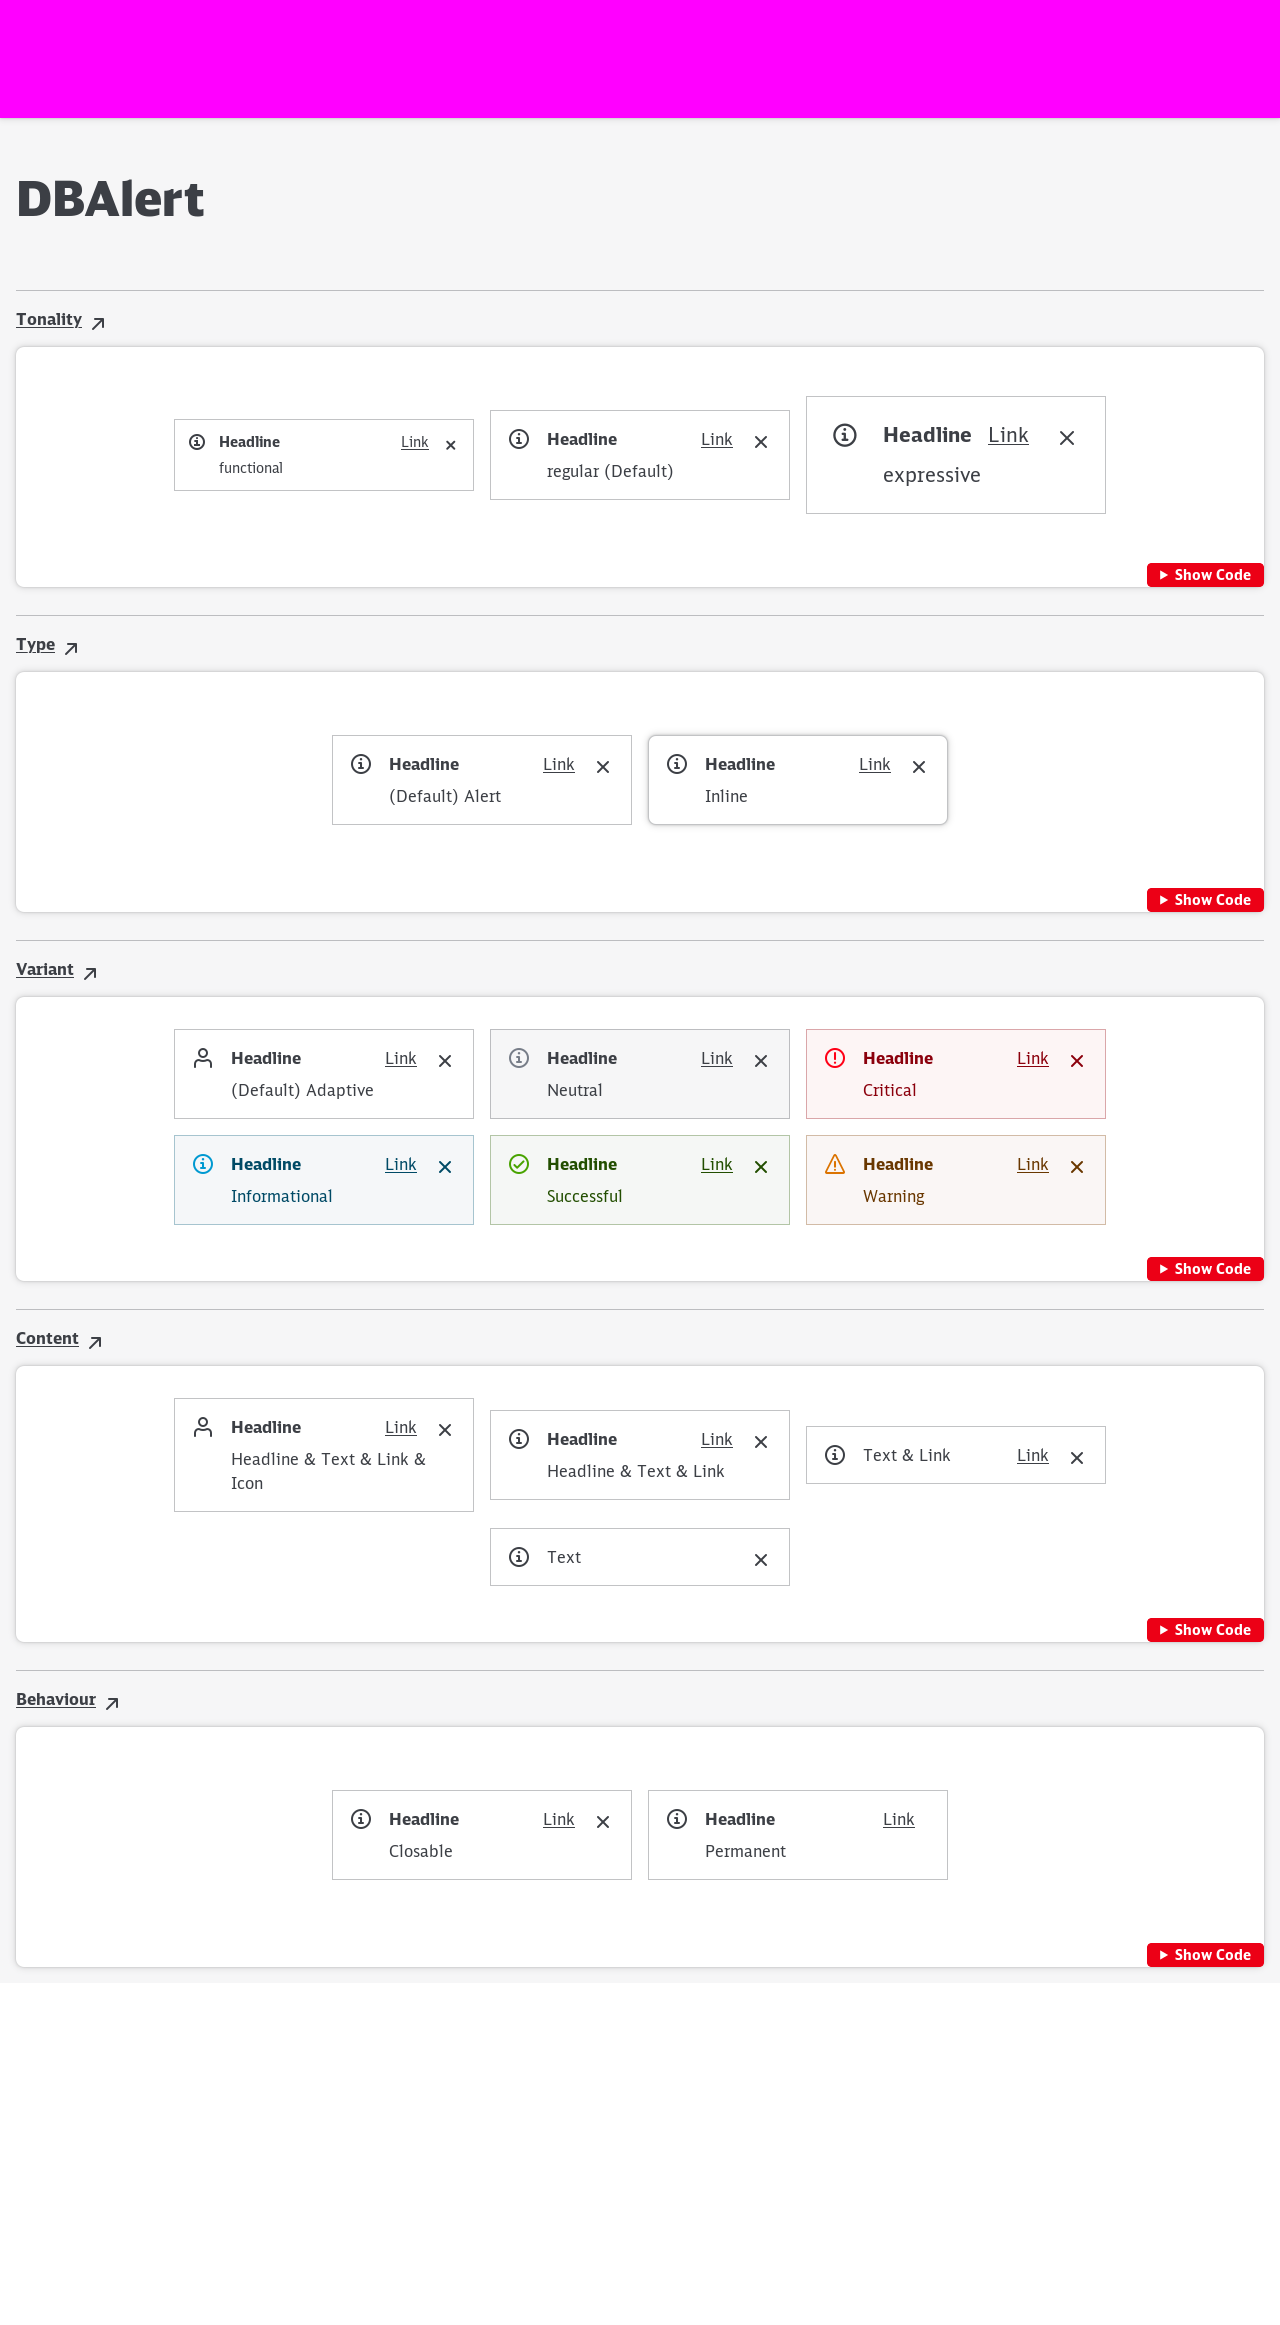 DBAlert
Tonality
Headline Link
functional
Headline Link
regular (Default)
Headline Link
expressive
Show Code
Type
Headline Link
(Default) Alert
Headline Link
Inline
Show Code
Variant
Headline Link
(Default) Adaptive
Headline Link
Neutral
Headline Link
Critical
Headline Link
Informational
Headline Link
Successful
Headline Link
Warning
Show Code
Content
Headline Link
Headline & Text & Link &
Icon
Headline Link
Headline & Text & Link
Text & Link Link
Text
Show Code
Behaviour
Headline Link
Closable
Headline Link
Permanent
Show Code